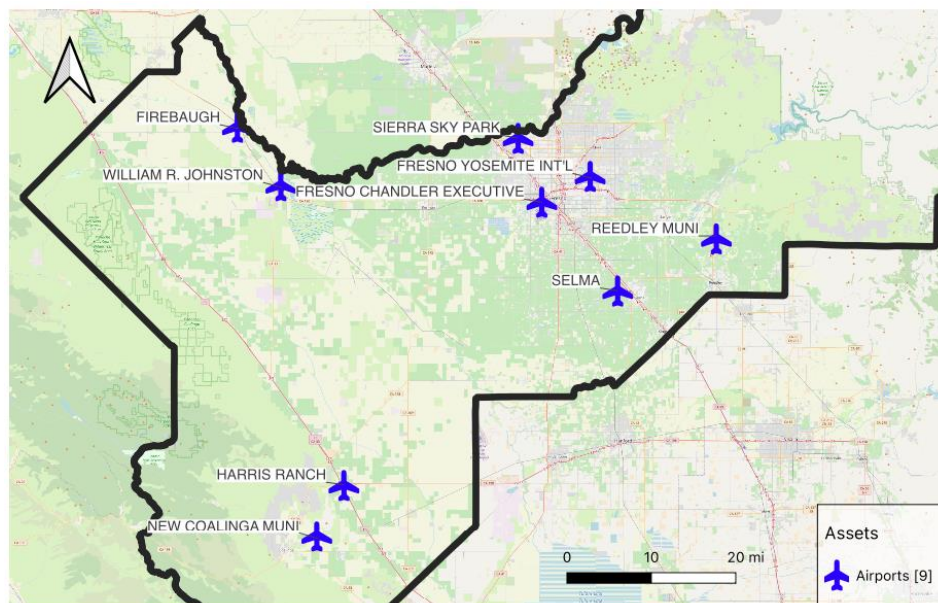 FIREBAUGH
SIERRA SKY PARK
FRESNO YOSEMITE INT'L
WILLIAM R. JOHNSTON
FRESNO CHANDLER EXECUTIVE
REEDLEY MUNI
SELMA
HARRIS RANCH
NEW COALINGA MUNI
Assets
0 10 20 mi
Airports [9]